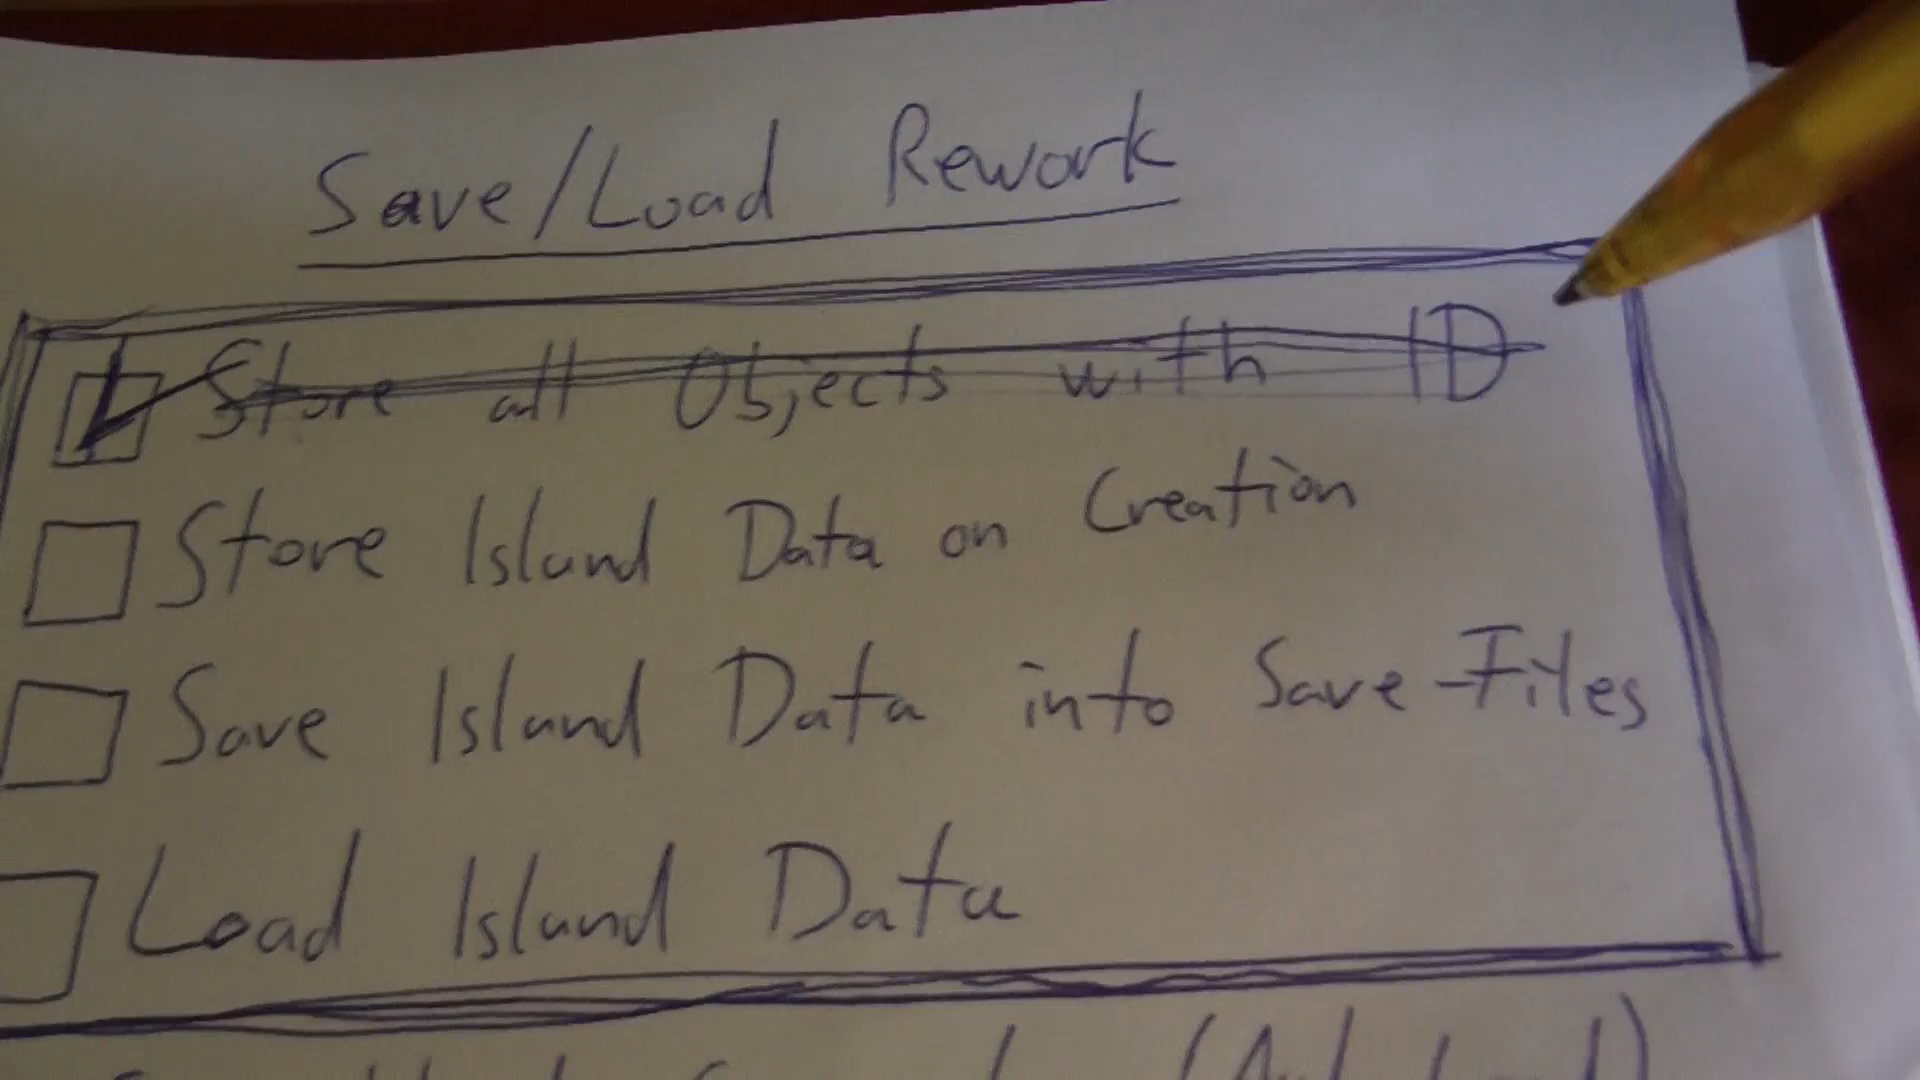 Save/Load Rework
Store all Objects with ID
Store Island Data on Creation
Save Island Data into Save-Files
Load Island Data